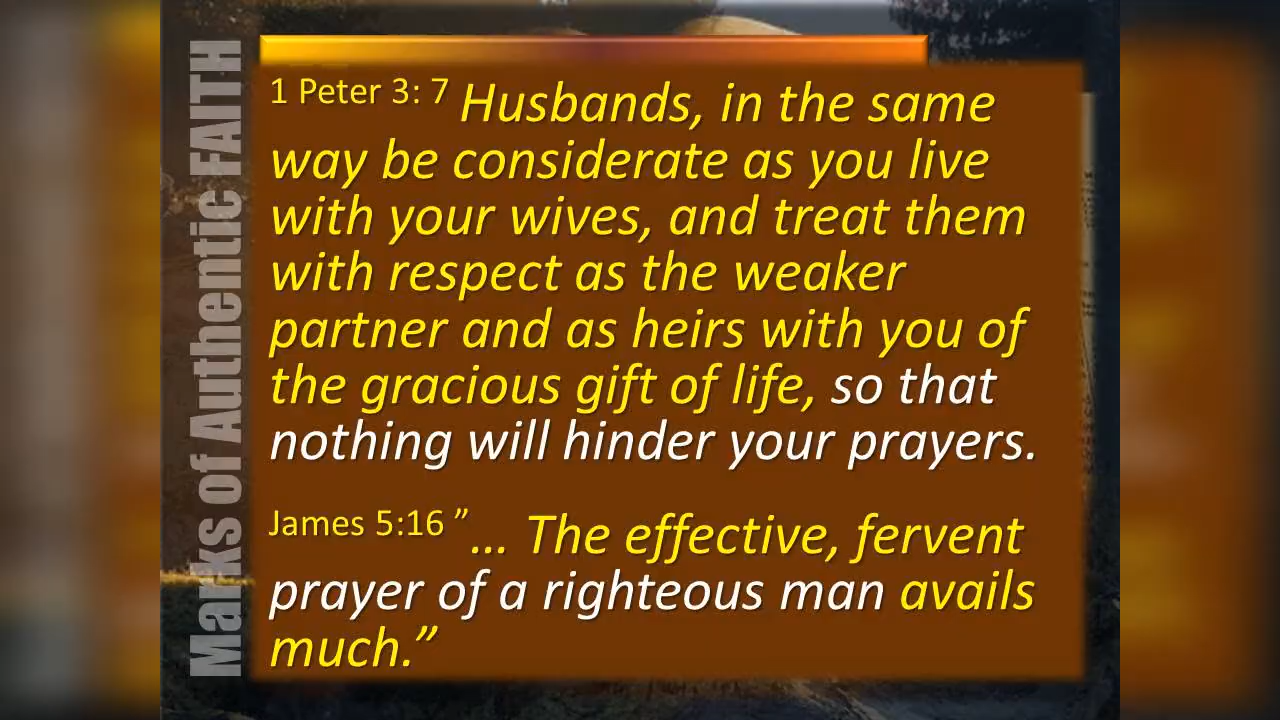 Marks of Authentic FAITH
1 Peter 3: 7 Husbands, in the same
way be considerate as you live
with your wives, and treat them
with respect as the weaker
partner and as heirs with you of
the gracious gift of life, so that
nothing will hinder your prayers.
James 5:16 ”… The effective, fervent
prayer of a righteous man avails
much.”